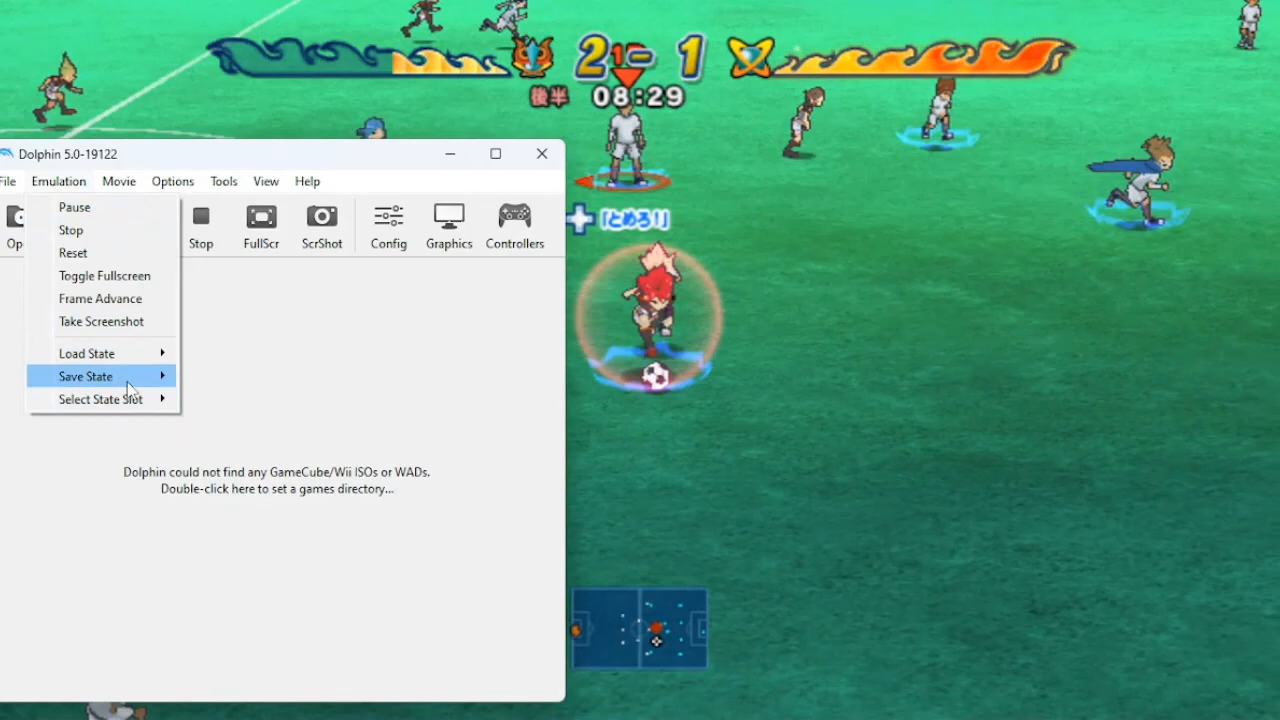 2 - 1
後半 08:29
Dolphin 5.0-19122
File Emulation Movie Options Tools View Help
Op Stop FullScr ScrShot Config Graphics Controllers
Pause
Stop
Reset
Toggle Fullscreen
Frame Advance
Take Screenshot
Load State
Save State
Select State Slot
「とめろ!」
Dolphin could not find any GameCube/Wii ISOs or WADs.
Double-click here to set a games directory...